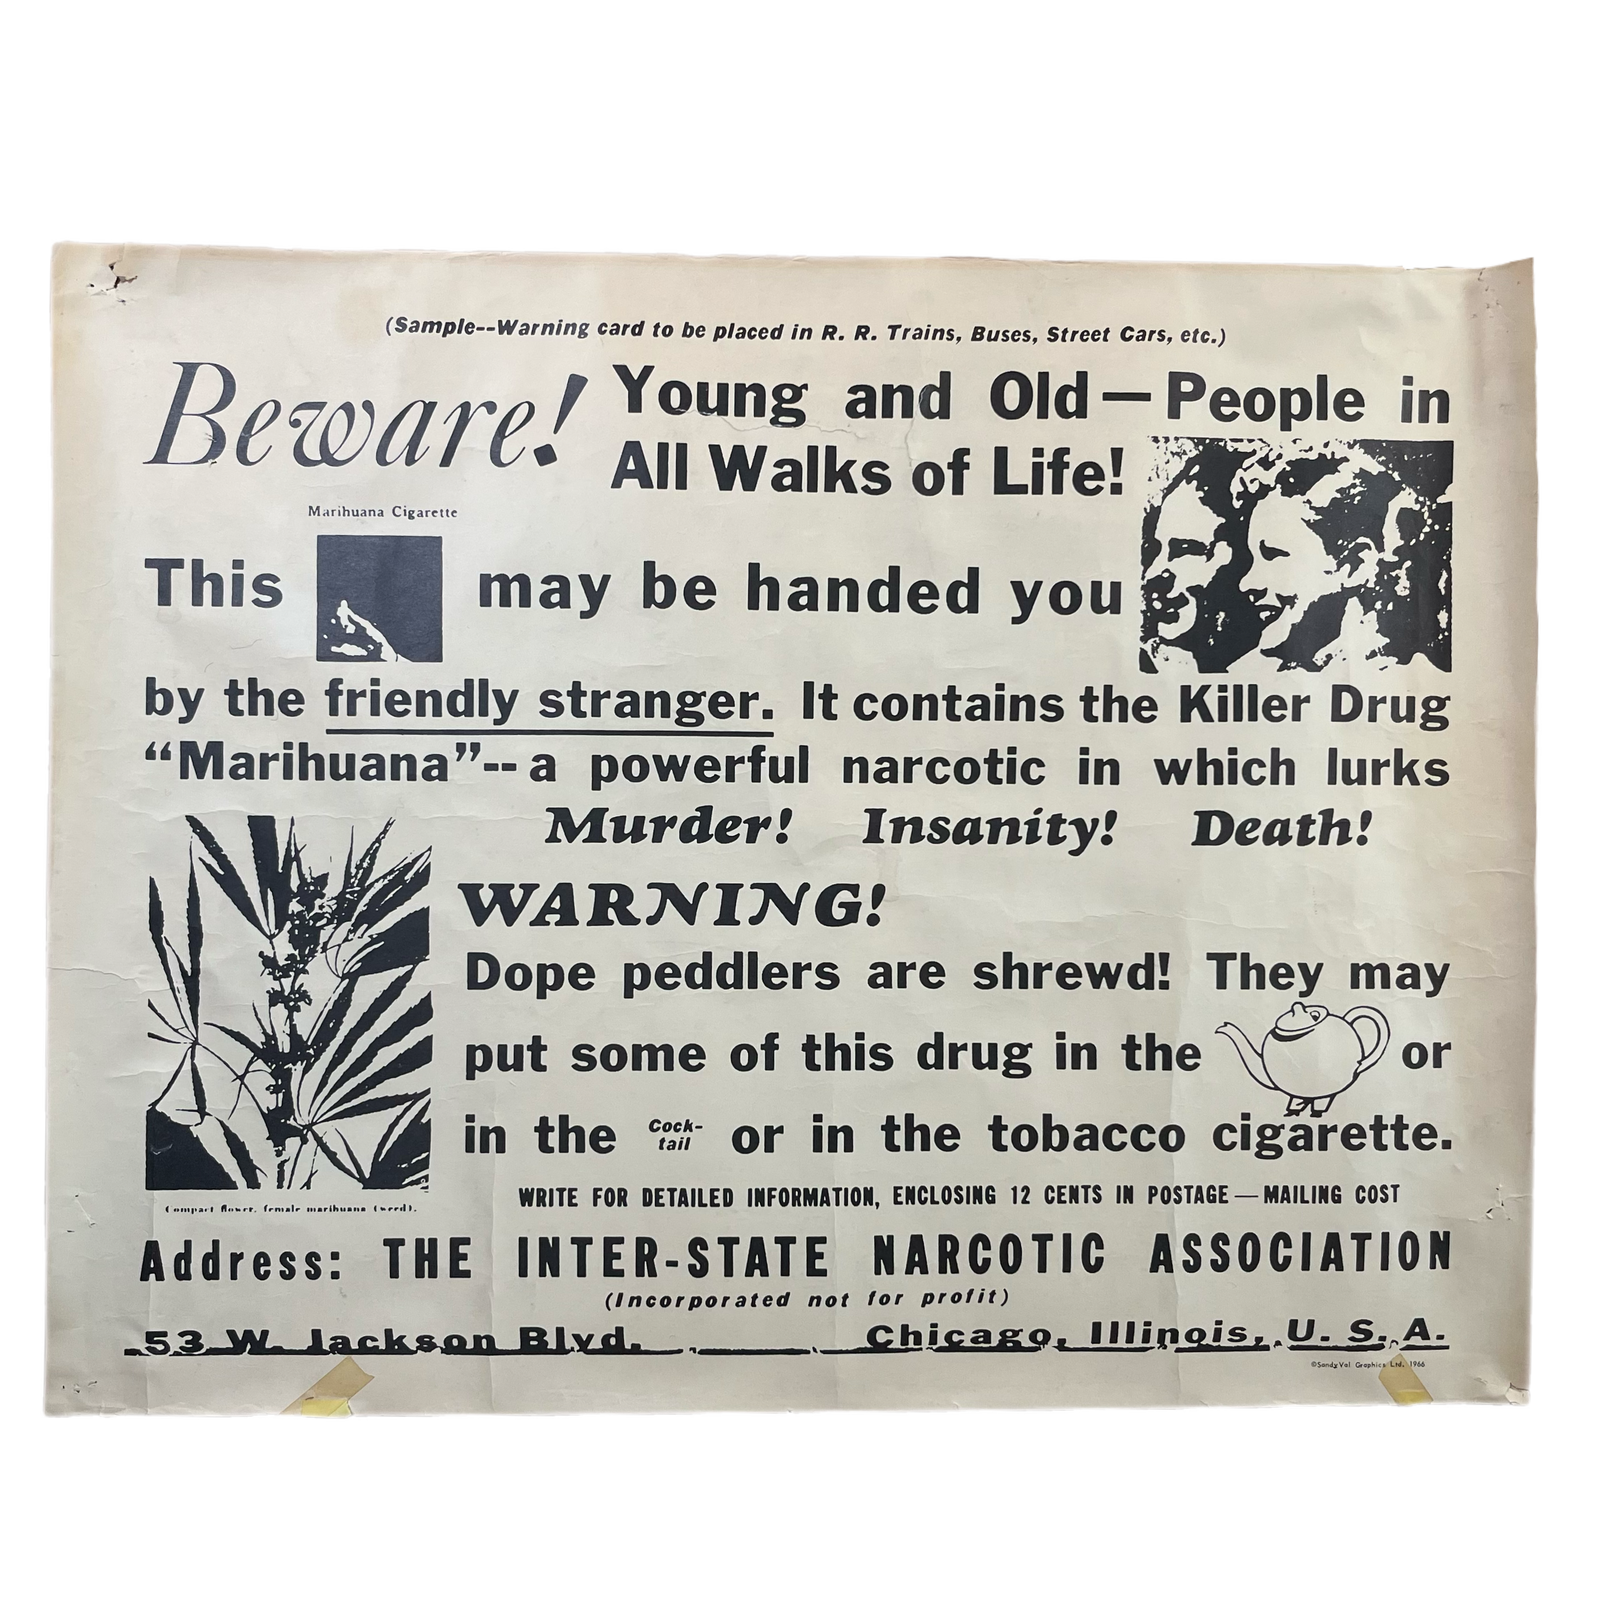 (Sample--Warning card to be placed in R. R. Trains, Buses, Street Cars, etc.)
Beware! Young and Old—People in
All Walks of Life!
Marihuana Cigarette
This may be handed you
by the friendly stranger. It contains the Killer Drug
“Marihuana”--a powerful narcotic in which lurks
Murder! Insanity! Death!
WARNING!
Dope peddlers are shrewd! They may
put some of this drug in the or
in the Cock-
tail or in the tobacco cigarette.
Compact flower, female marihuana (weed).
WRITE FOR DETAILED INFORMATION, ENCLOSING 12 CENTS IN POSTAGE—MAILING COST
Address: THE INTER-STATE NARCOTIC ASSOCIATION
(Incorporated not for profit)
53 W. Jackson Blvd. Chicago, Illinois, U. S. A.
©Sandy Val Graphics Ltd. 1966